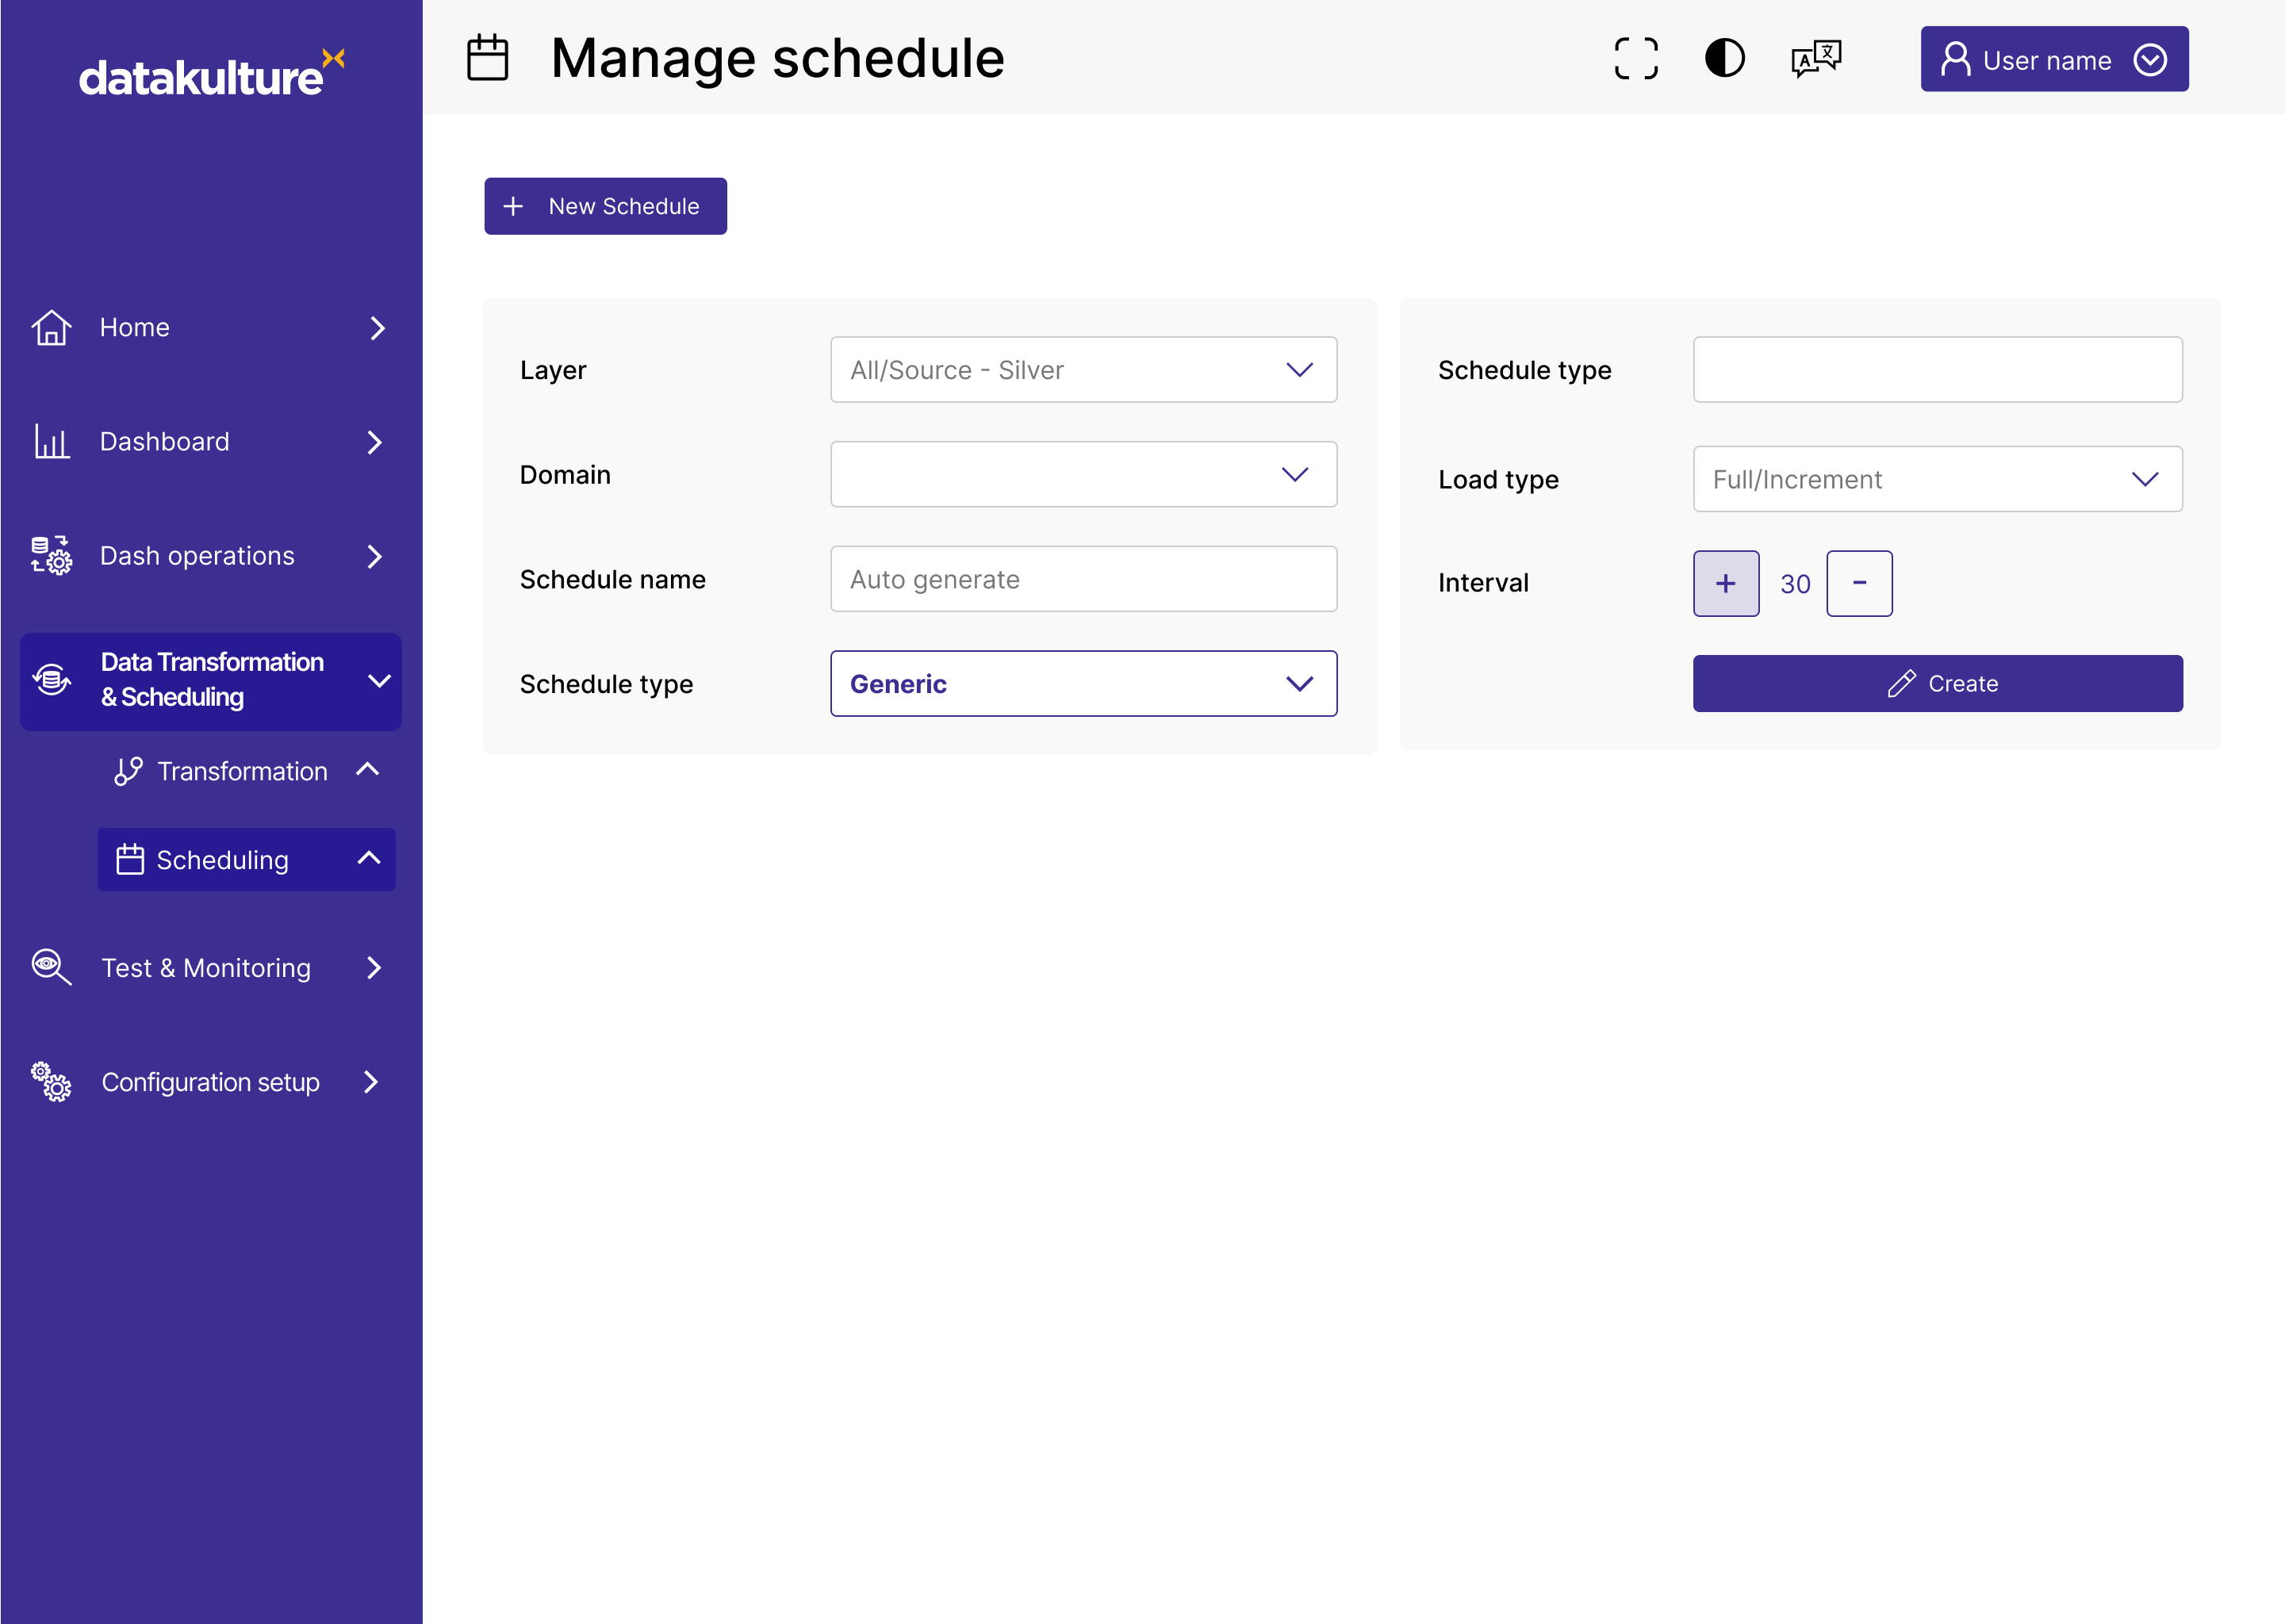 datakulture
Manage schedule
A 文
User name
+ New Schedule
Home
Dashboard
Dash operations
Data Transformation
& Scheduling
Transformation
Scheduling
Test & Monitoring
Configuration setup
Layer
All/Source - Silver
Domain
Schedule name
Auto generate
Schedule type
Generic
Schedule type
Load type
Full/Increment
Interval
+ 30 -
Create